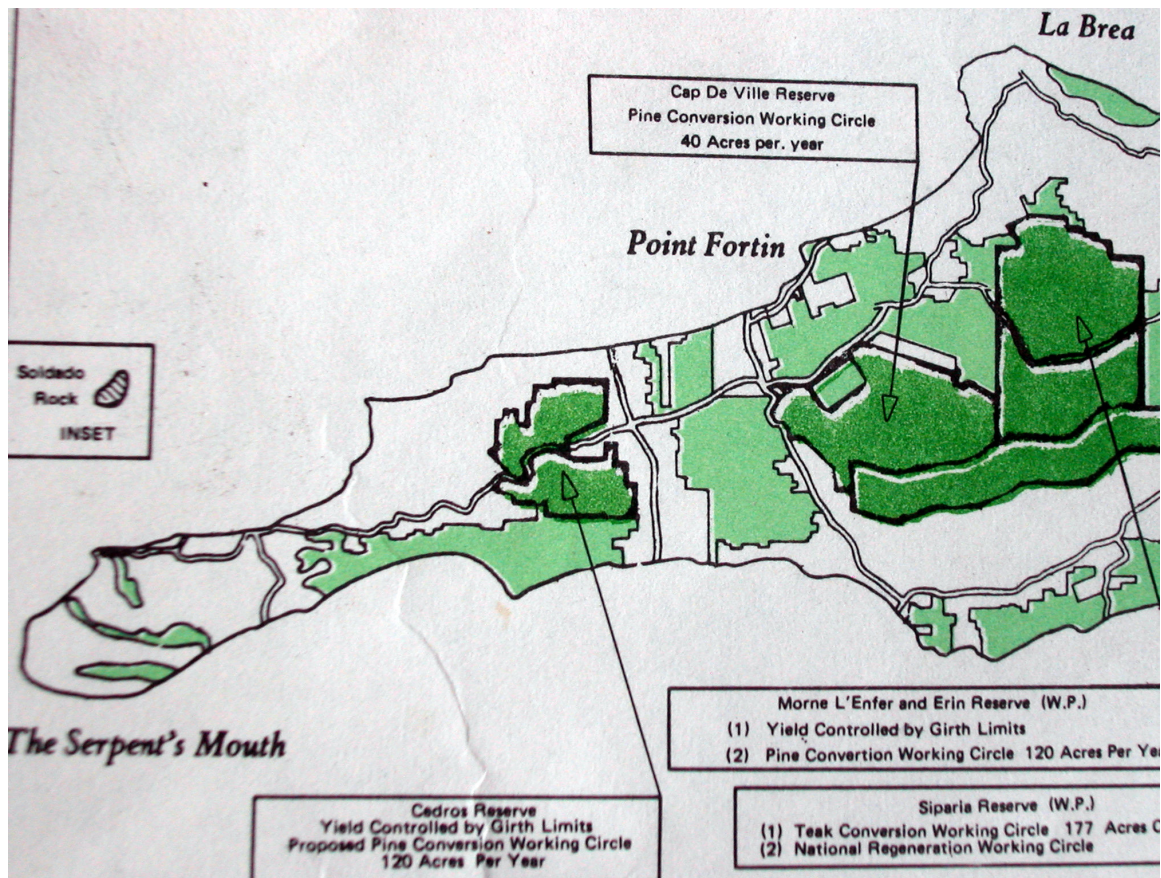 La Brea
Cap De Ville Reserve
Pine Conversion Working Circle
40 Acres per. year
Point Fortin
Soldado
Rock
INSET
The Serpent's Mouth
Morne L'Enfer and Erin Reserve (W.P.)
(1) Yield Controlled by Girth Limits
(2) Pine Convertion Working Circle 120 Acres Per
Cedros Reserve
Yield Controlled by Girth Limits
Proposed Pine Conversion Working Circle
120 Acres Per Year
Siparia Reserve (W.P.)
(1) Teak Conversion Working Circle 177 Acres
(2) National Regeneration Working Circle